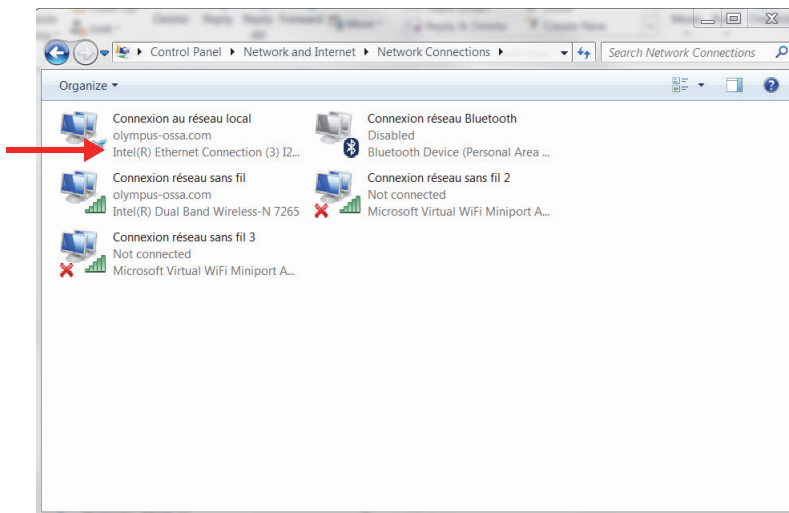 Control Panel Network and Internet Network Connections Search Network Connections
Organize
Connexion au réseau local
olympus-ossa.com
Intel(R) Ethernet Connection (3) I2...
Connexion réseau Bluetooth
Disabled
Bluetooth Device (Personal Area ...
Connexion réseau sans fil
olympus-ossa.com
Intel(R) Dual Band Wireless-N 7265
Connexion réseau sans fil 2
Not connected
Microsoft Virtual WiFi Miniport A...
Connexion réseau sans fil 3
Not connected
Microsoft Virtual WiFi Miniport A...